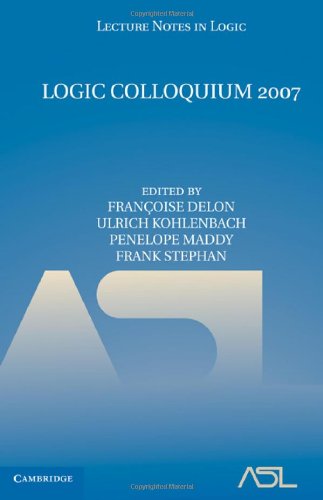 LECTURE NOTES IN LOGIC
LOGIC COLLOQUIUM 2007
EDITED BY
FRANÇOISE DELON
ULRICH KOHLENBACH
PENELOPE MADDY
FRANK STEPHAN
ASL
CAMBRIDGE
ASL